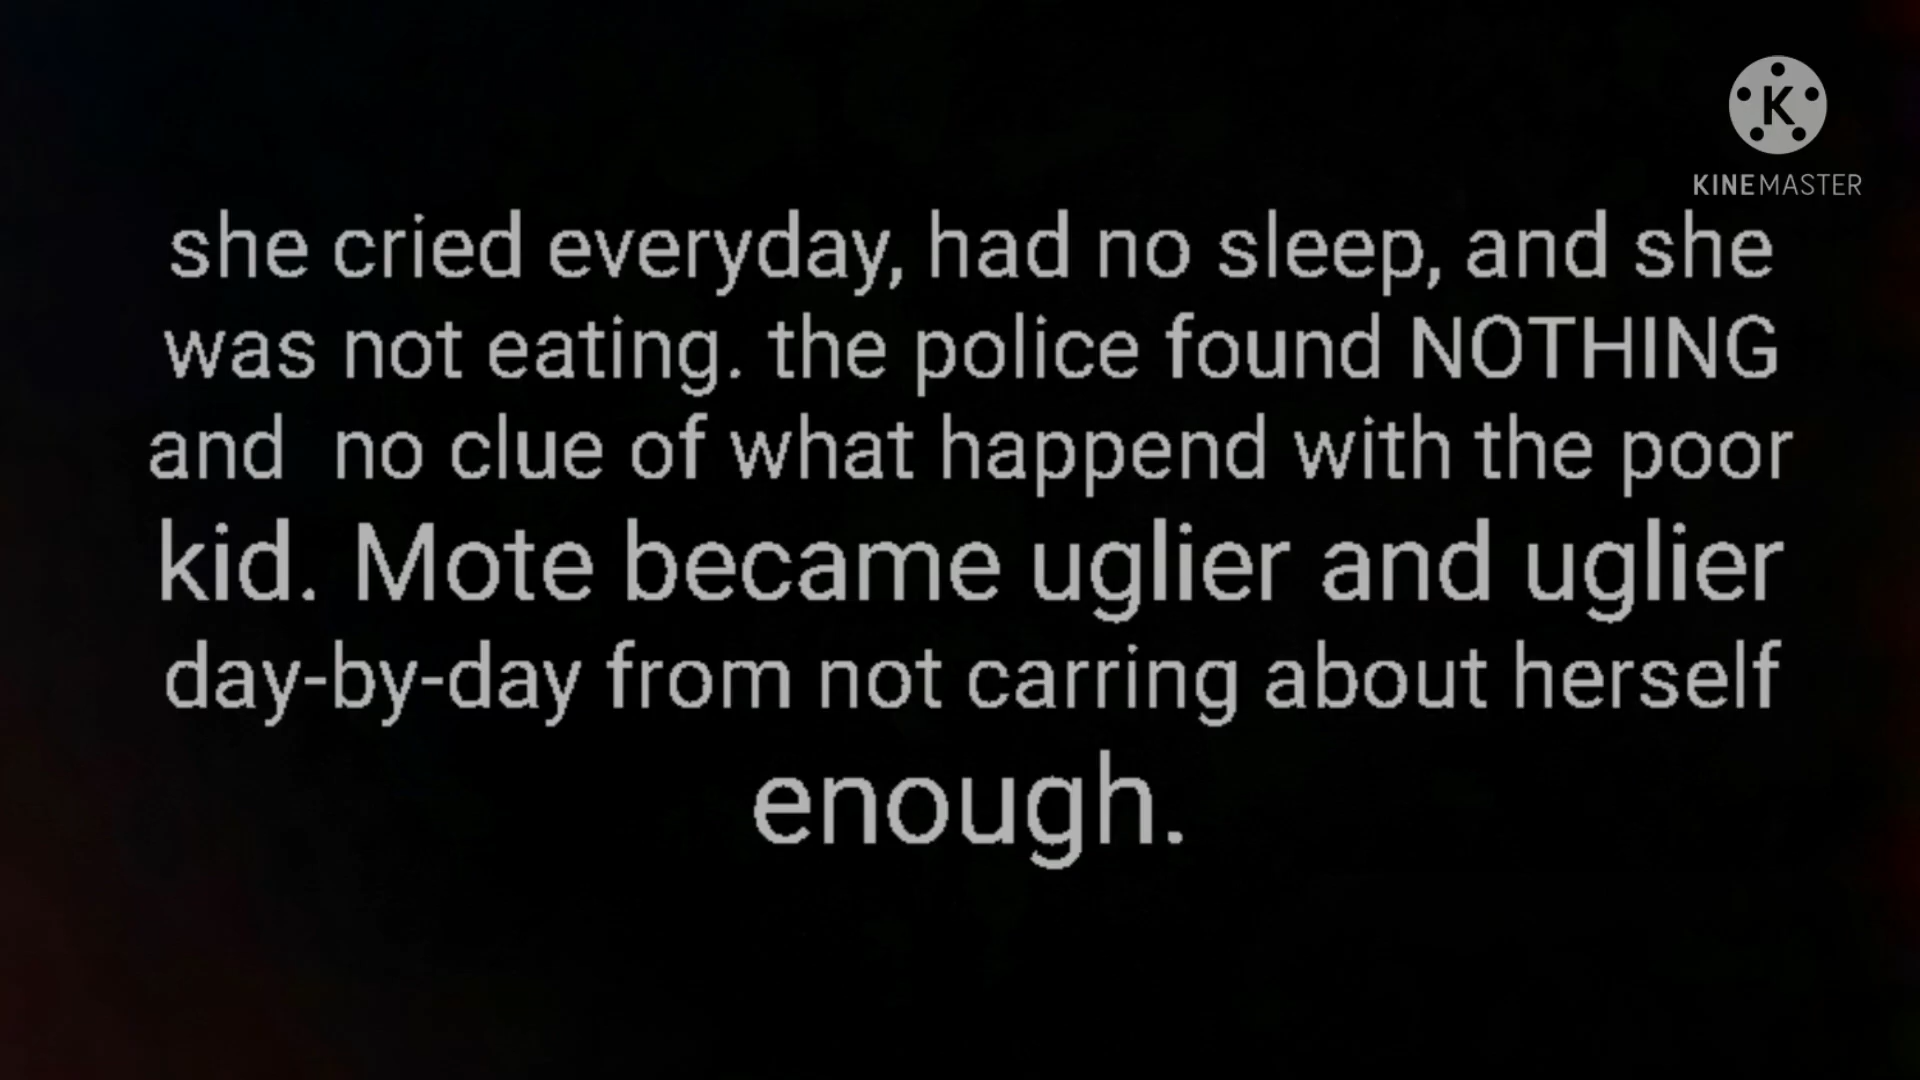 K
KINEMASTER
she cried everyday, had no sleep, and she
was not eating. the police found NOTHING
and  no clue of what happend with the poor
kid. Mote became uglier and uglier
day-by-day from not carring about herself
enough.